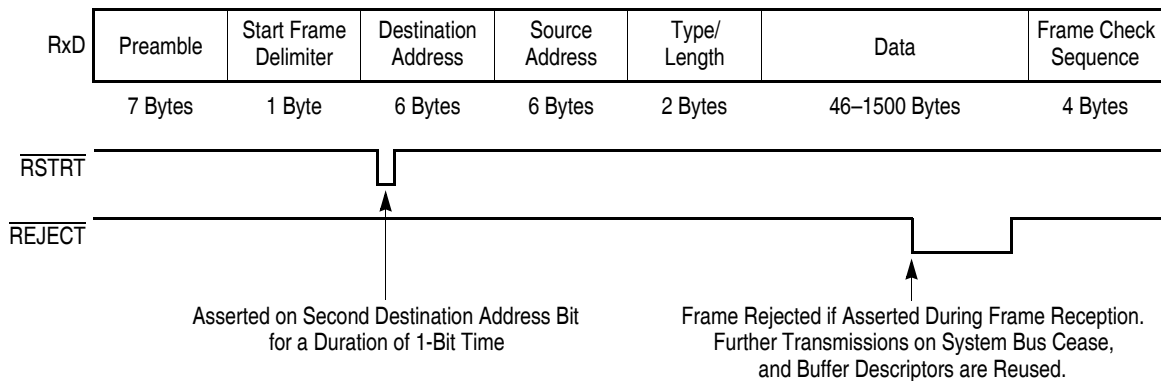 RxD
Preamble
Start Frame
Delimiter
Destination
Address
Source
Address
Type/
Length
Data
Frame Check
Sequence
7 Bytes
1 Byte
6 Bytes
6 Bytes
2 Bytes
46–1500 Bytes
4 Bytes
RSTRT
REJECT
Asserted on Second Destination Address Bit
for a Duration of 1-Bit Time
Frame Rejected if Asserted During Frame Reception.
Further Transmissions on System Bus Cease,
and Buffer Descriptors are Reused.